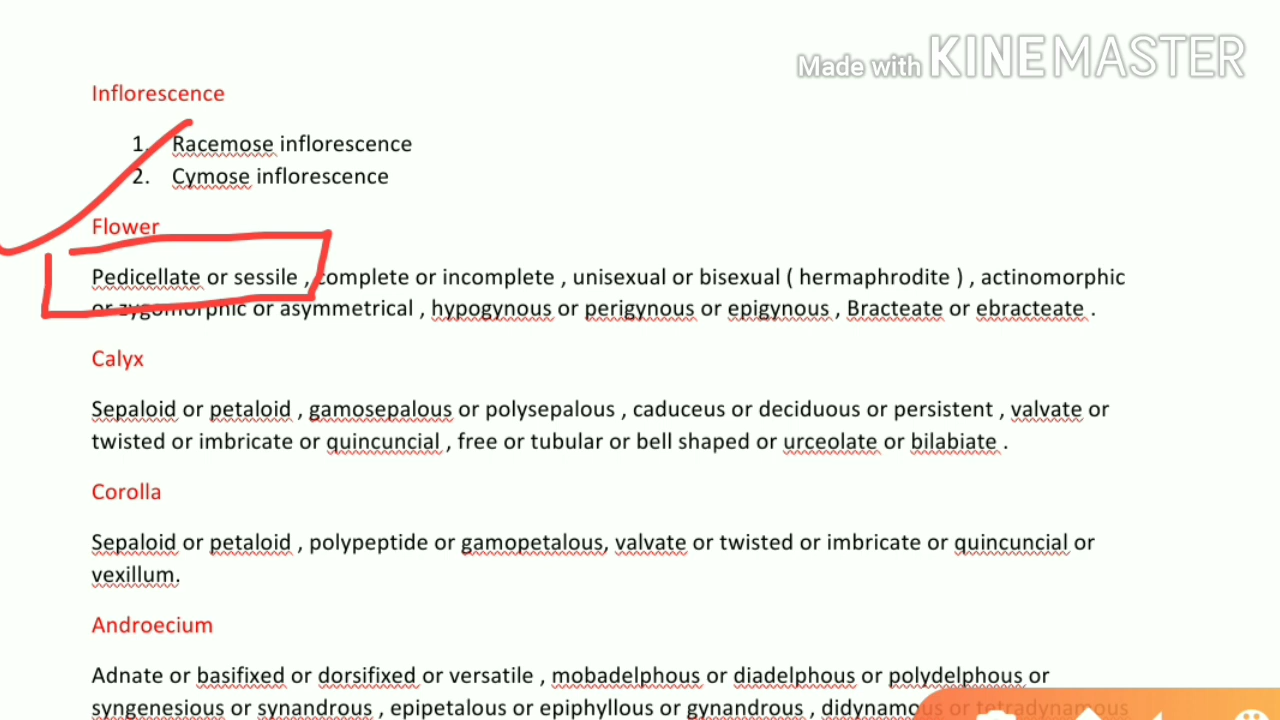 Made with KINEMASTER
Inflorescence
1. Racemose inflorescence
2. Cymose inflorescence
Flower
Pedicellate or sessile , complete or incomplete , unisexual or bisexual ( hermaphrodite ) , actinomorphic
or zygomorphic or asymmetrical , hypogynous or perigynous or epigynous , Bracteate or ebracteate .
Calyx
Sepaloid or petaloid , gamosepalous or polysepalous , caduceus or deciduous or persistent , valvate or
twisted or imbricate or quincuncial , free or tubular or bell shaped or urceolate or bilabiate .
Corolla
Sepaloid or petaloid , polypeptide or gamopetalous, valvate or twisted or imbricate or quincuncial or
vexillum.
Androecium
Adnate or basifixed or dorsifixed or versatile , mobadelphous or diadelphous or polydelphous or
syngenesious or synandrous , epipetalous or epiphyllous or gynandrous , didynamous or tetradynamous